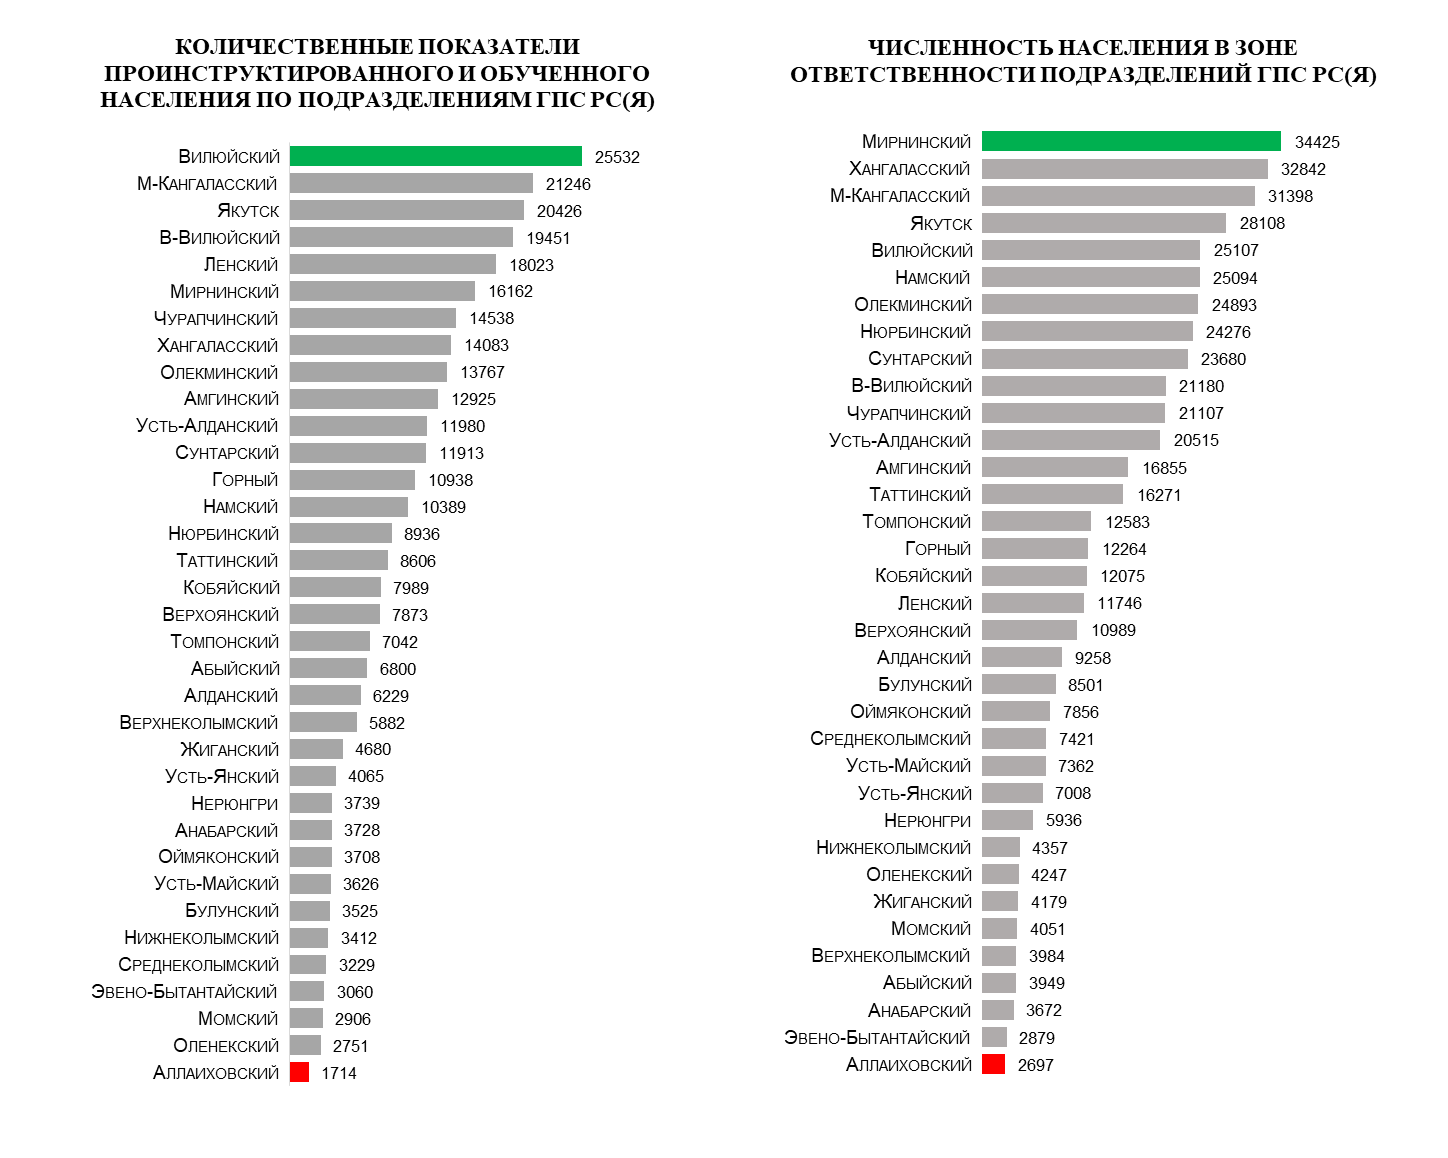 КОЛИЧЕСТВЕННЫЕ ПОКАЗАТЕЛИ
ПРОИНСТРУКТИРОВАННОГО И ОБУЧЕННОГО
НАСЕЛЕНИЯ ПО ПОДРАЗДЕЛЕНИЯМ ГПС РС(Я)
Вилюйский 25532
М-Кангаласский 21246
Якутск 20426
В-Вилюйский 19451
Ленский 18023
Мирнинский 16162
Чурапчинский 14538
Хангаласский 14083
Олекминский 13767
Амгинский 12925
Усть-Алданский 11980
Сунтарский 11913
Горный 10938
Намский 10389
Нюрбинский 8936
Таттинский 8606
Кобяйский 7989
Верхоянский 7873
Томпонский 7042
Абыйский 6800
Алданский 6229
Верхнеколымский 5882
Жиганский 4680
Усть-Янский 4065
Нерюнгри 3739
Анабарский 3728
Оймяконский 3708
Усть-Майский 3626
Булунский 3525
Нижнеколымский 3412
Среднеколымский 3229
Эвено-Бытантайский 3060
Момский 2906
Оленекский 2751
Аллаиховский 1714
ЧИСЛЕННОСТЬ НАСЕЛЕНИЯ В ЗОНЕ
ОТВЕТСТВЕННОСТИ ПОДРАЗДЕЛЕНИЙ ГПС РС(Я)
Мирнинский 34425
Хангаласский 32842
М-Кангаласский 31398
Якутск 28108
Вилюйский 25107
Намский 25094
Олекминский 24893
Нюрбинский 24276
Сунтарский 23680
В-Вилюйский 21180
Чурапчинский 21107
Усть-Алданский 20515
Амгинский 16855
Таттинский 16271
Томпонский 12583
Горный 12264
Кобяйский 12075
Ленский 11746
Верхоянский 10989
Алданский 9258
Булунский 8501
Оймяконский 7856
Среднеколымский 7421
Усть-Майский 7362
Усть-Янский 7008
Нерюнгри 5936
Нижнеколымский 4357
Оленекский 4247
Жиганский 4179
Момский 4051
Верхнеколымский 3984
Абыйский 3949
Анабарский 3672
Эвено-Бытантайский 2879
Аллаиховский 2697